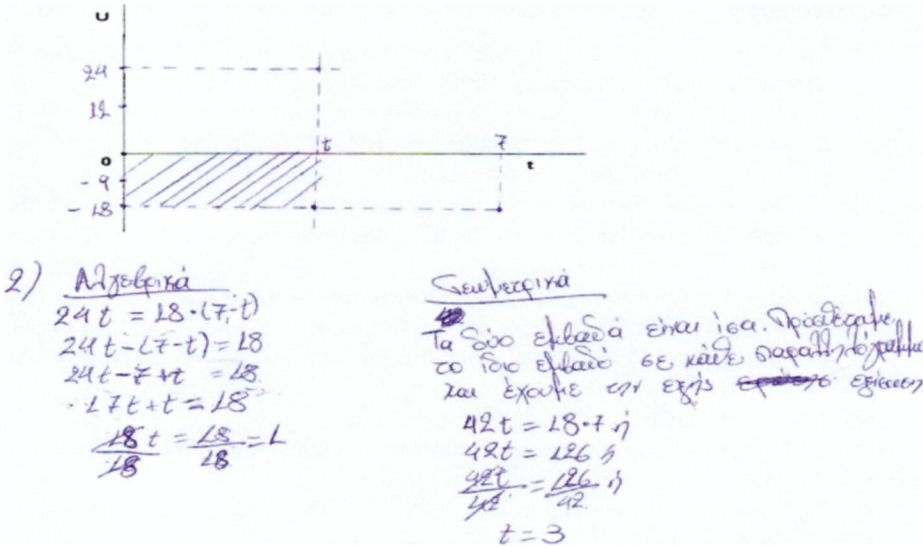 U
24
12
t 7
0 t
-9
-18
2) Αλγεβρικά
24t = 18·(7-t)
24t-(7-t)=18
24t-7+t =18
17t+t=18
18t/18 = 18/18 = 1
Γεωμετρικά
Τα δύο εμβαδά είναι ίσα. Προσθέταμε
το ίδιο εμβαδό σε κάθε παραλληλόγραμμο
και έχουμε την εξής εξίσωση
42t = 18·7 ή
42t = 126 ή
42t/42 = 126/42 ή
t = 3